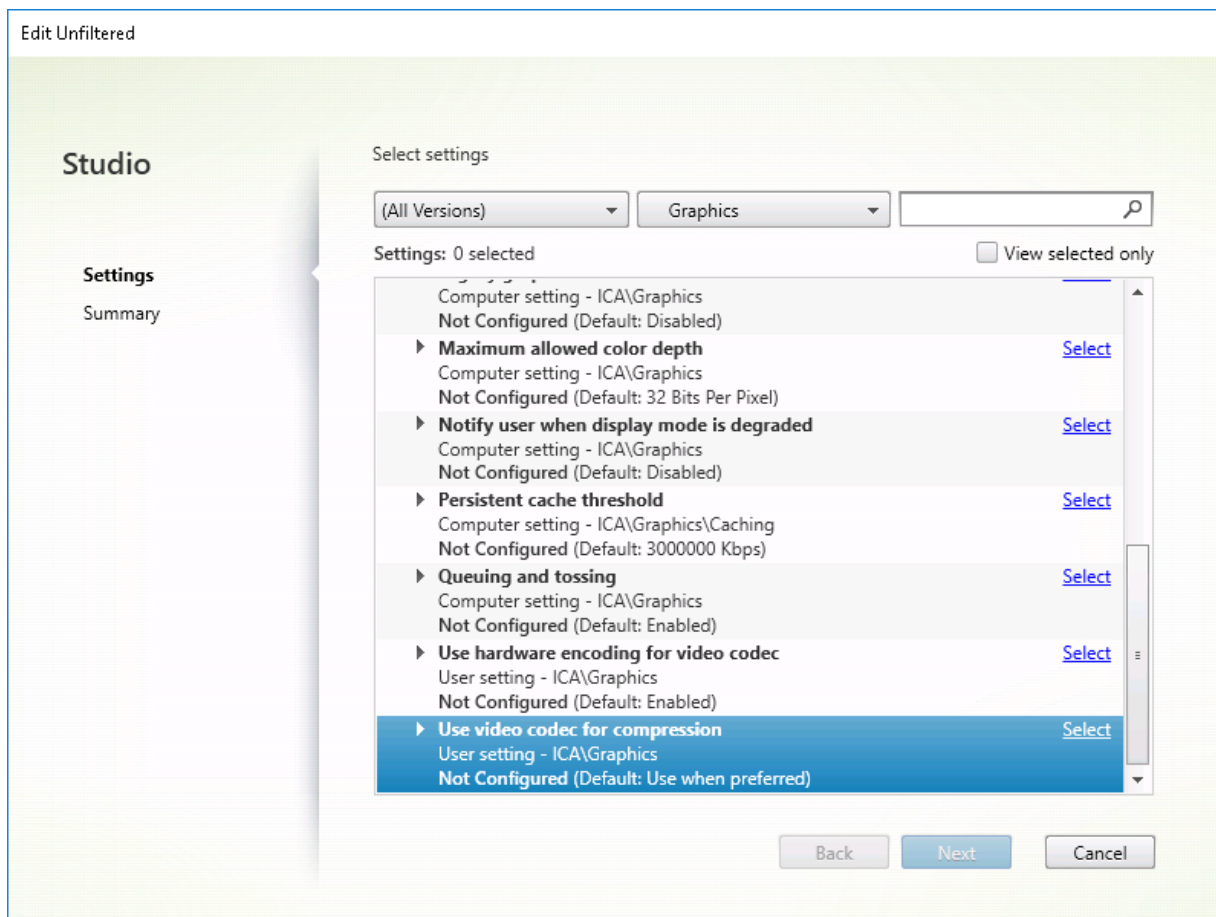 Edit Unfiltered
Studio
Settings
Summary
Select settings
(All Versions)
Graphics
Settings: 0 selected
View selected only
Computer setting - ICA\Graphics
Not Configured (Default: Disabled)
Maximum allowed color depth Select
Computer setting - ICA\Graphics
Not Configured (Default: 32 Bits Per Pixel)
Notify user when display mode is degraded Select
Computer setting - ICA\Graphics
Not Configured (Default: Disabled)
Persistent cache threshold Select
Computer setting - ICA\Graphics\Caching
Not Configured (Default: 3000000 Kbps)
Queuing and tossing Select
Computer setting - ICA\Graphics
Not Configured (Default: Enabled)
Use hardware encoding for video codec Select
User setting - ICA\Graphics
Not Configured (Default: Enabled)
Use video codec for compression Select
User setting - ICA\Graphics
Not Configured (Default: Use when preferred)
Back
Next
Cancel